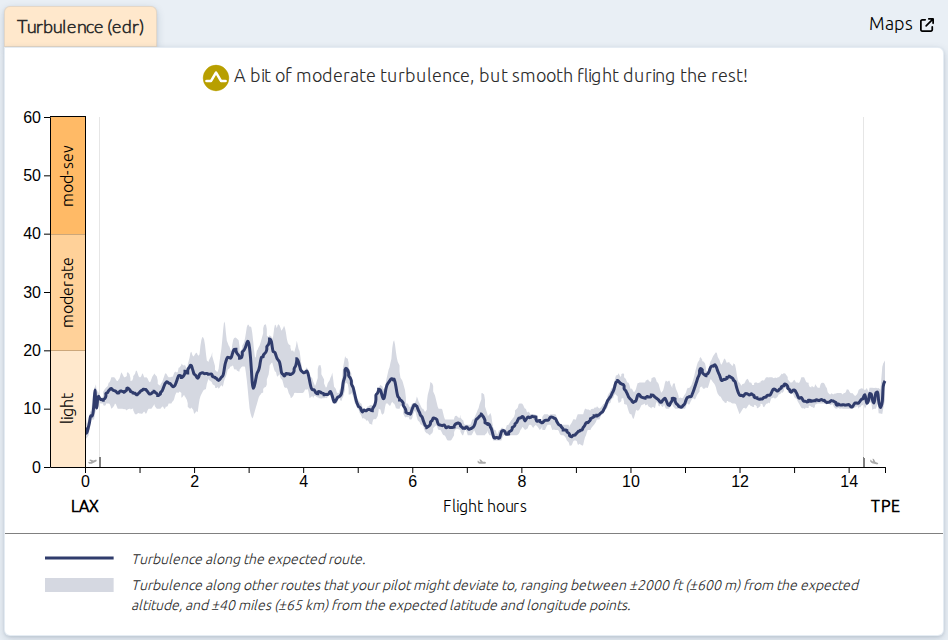 Turbulence (edr)
Maps
A bit of moderate turbulence, but smooth flight during the rest!
60
50
40
30
20
10
0
mod-sev
moderate
light
0 2 4 6 8 10 12 14
LAX Flight hours TPE
Turbulence along the expected route.
Turbulence along other routes that your pilot might deviate to, ranging between ±2000 ft (±600 m) from the expected
altitude, and ±40 miles (±65 km) from the expected latitude and longitude points.